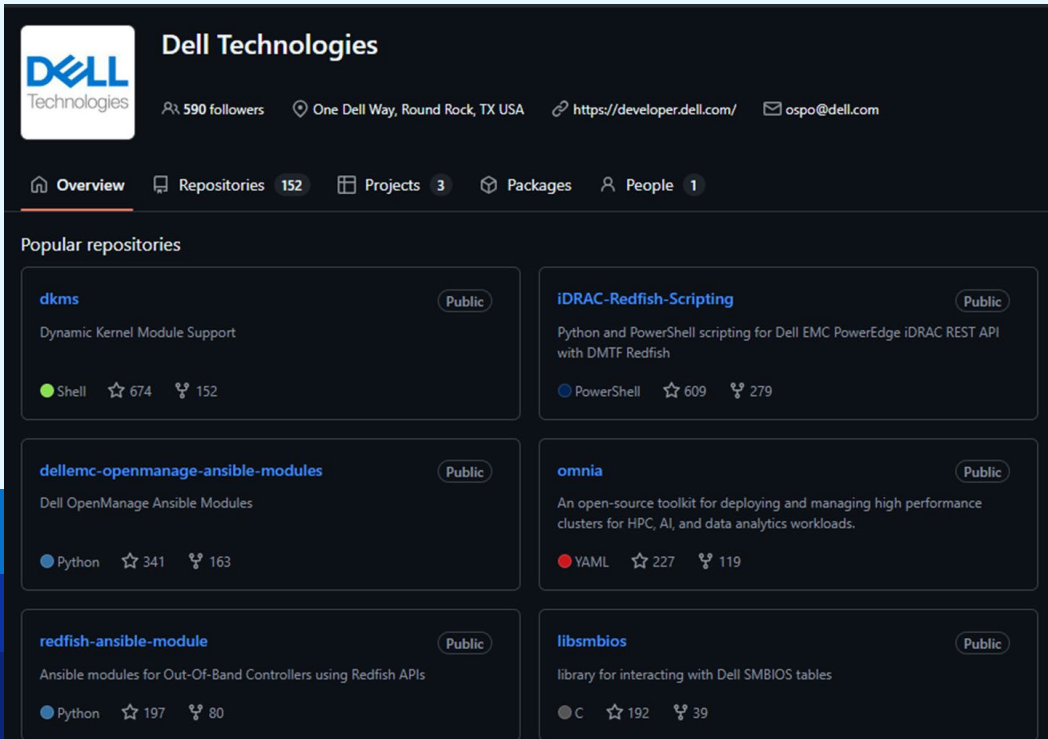 DELL
Technologies
Dell Technologies
590 followers One Dell Way, Round Rock, TX USA https://developer.dell.com/ ospo@dell.com
Overview Repositories 152 Projects 3 Packages People 1
Popular repositories
dkms Public
Dynamic Kernel Module Support
Shell 674 152
iDRAC-Redfish-Scripting Public
Python and PowerShell scripting for Dell EMC PowerEdge iDRAC REST API
with DMTF Redfish
PowerShell 609 279
dellemc-openmanage-ansible-modules Public
Dell OpenManage Ansible Modules
Python 341 163
omnia Public
An open-source toolkit for deploying and managing high performance
clusters for HPC, AI, and data analytics workloads.
YAML 227 119
redfish-ansible-module Public
Ansible modules for Out-Of-Band Controllers using Redfish APIs
Python 197 80
libsmbios Public
library for interacting with Dell SMBIOS tables
C 192 39